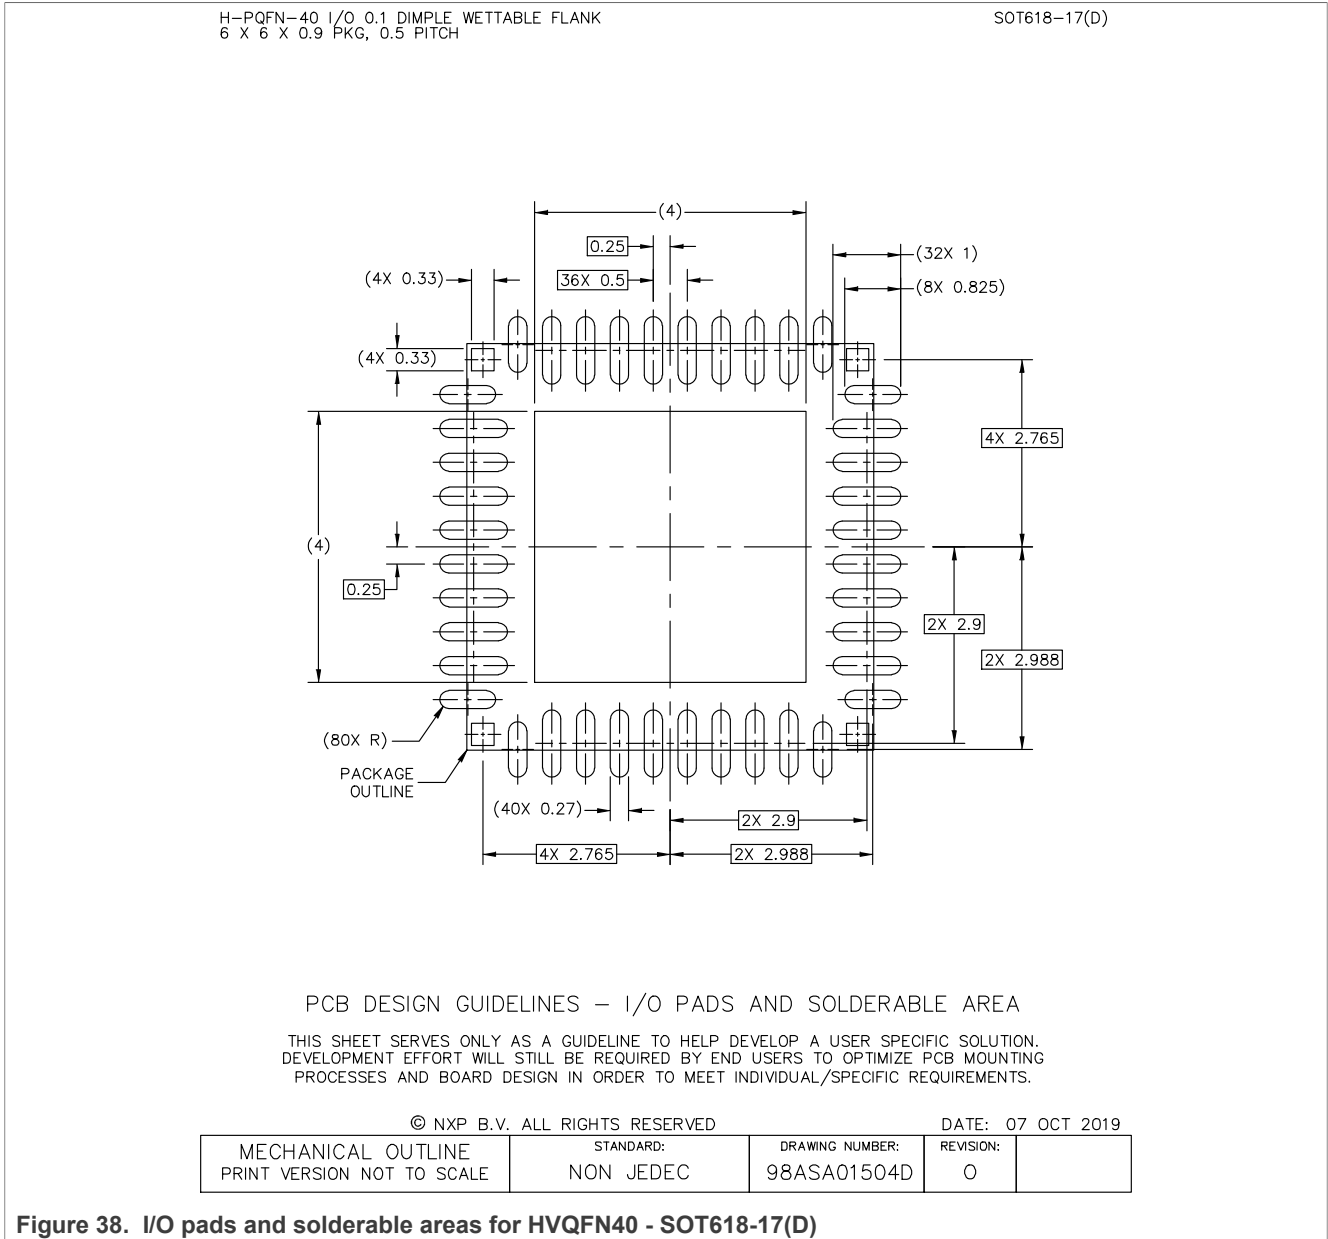 H-PQFN-40 I/O 0.1 DIMPLE WETTABLE FLANK
6 X 6 X 0.9 PKG, 0.5 PITCH
SOT618-17(D)
(4)
0.25
(32X 1)
(4X 0.33)
36X 0.5
(8X 0.825)
(4X 0.33)
4X 2.765
(4)
0.25
2X 2.9
2X 2.988
(80X R)
PACKAGE
OUTLINE
(40X 0.27)
2X 2.9
4X 2.765
2X 2.988
PCB DESIGN GUIDELINES - I/O PADS AND SOLDERABLE AREA
THIS SHEET SERVES ONLY AS A GUIDELINE TO HELP DEVELOP A USER SPECIFIC SOLUTION.
DEVELOPMENT EFFORT WILL STILL BE REQUIRED BY END USERS TO OPTIMIZE PCB MOUNTING
PROCESSES AND BOARD DESIGN IN ORDER TO MEET INDIVIDUAL/SPECIFIC REQUIREMENTS.
© NXP B.V. ALL RIGHTS RESERVED
DATE: 07 OCT 2019
MECHANICAL OUTLINE
PRINT VERSION NOT TO SCALE
STANDARD:
NON JEDEC
DRAWING NUMBER:
98ASA01504D
REVISION:
O
Figure 38. I/O pads and solderable areas for HVQFN40 - SOT618-17(D)